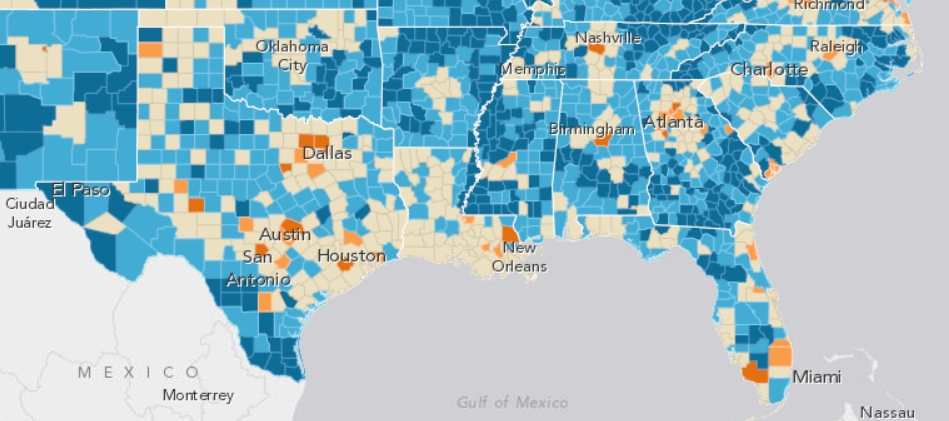 Richmond
Nashville
Raleigh
Oklahoma
City
Memphis
Charlotte
Atlanta
Birmingham
Dallas
El Paso
Ciudad
Juárez
Austin
San
Antonio
Houston
New
Orleans
MEXICO
Monterrey
Miami
Gulf of Mexico
Nassau